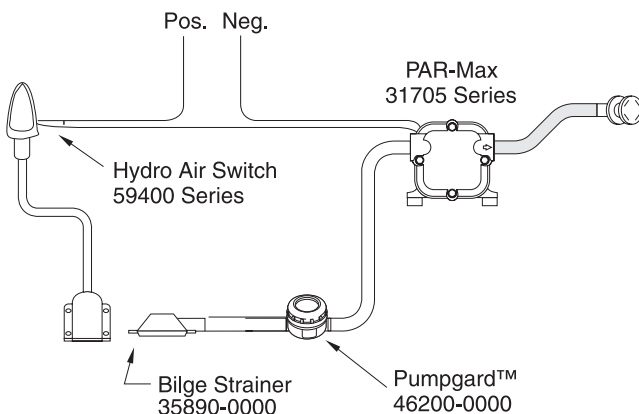 Pos. Neg.
PAR-Max
31705 Series
Hydro Air Switch
59400 Series
Bilge Strainer
35890-0000
Pumpgard™
46200-0000